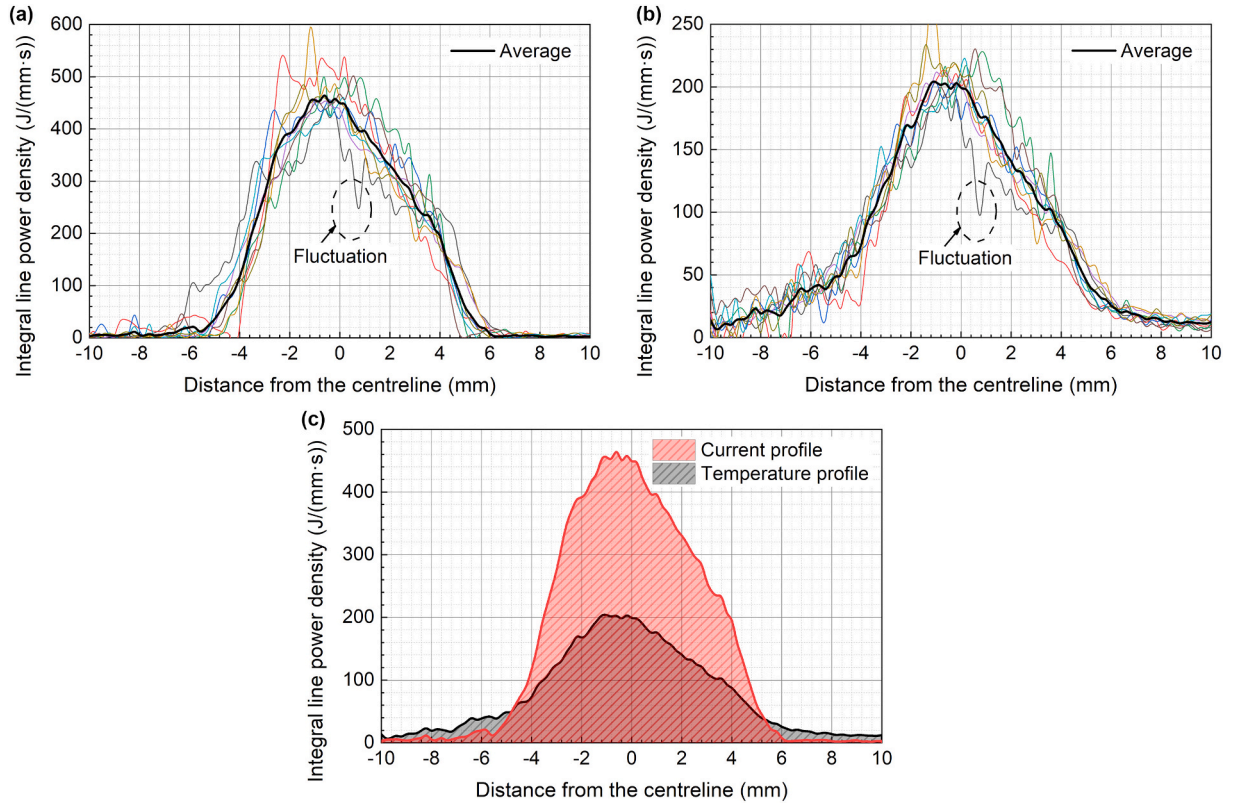 (a)
Integral line power density (J/(mm·s))
600
500
400
300
200
100
0
Average
Fluctuation
-10 -8 -6 -4 -2 0 2 4 6 8 10
Distance from the centreline (mm)
(b)
Integral line power density (J/(mm·s))
250
200
150
100
50
0
Average
Fluctuation
-10 -8 -6 -4 -2 0 2 4 6 8 10
Distance from the centreline (mm)
(c)
Integral line power density (J/(mm·s))
500
400
300
200
100
0
Current profile
Temperature profile
-10 -8 -6 -4 -2 0 2 4 6 8 10
Distance from the centreline (mm)